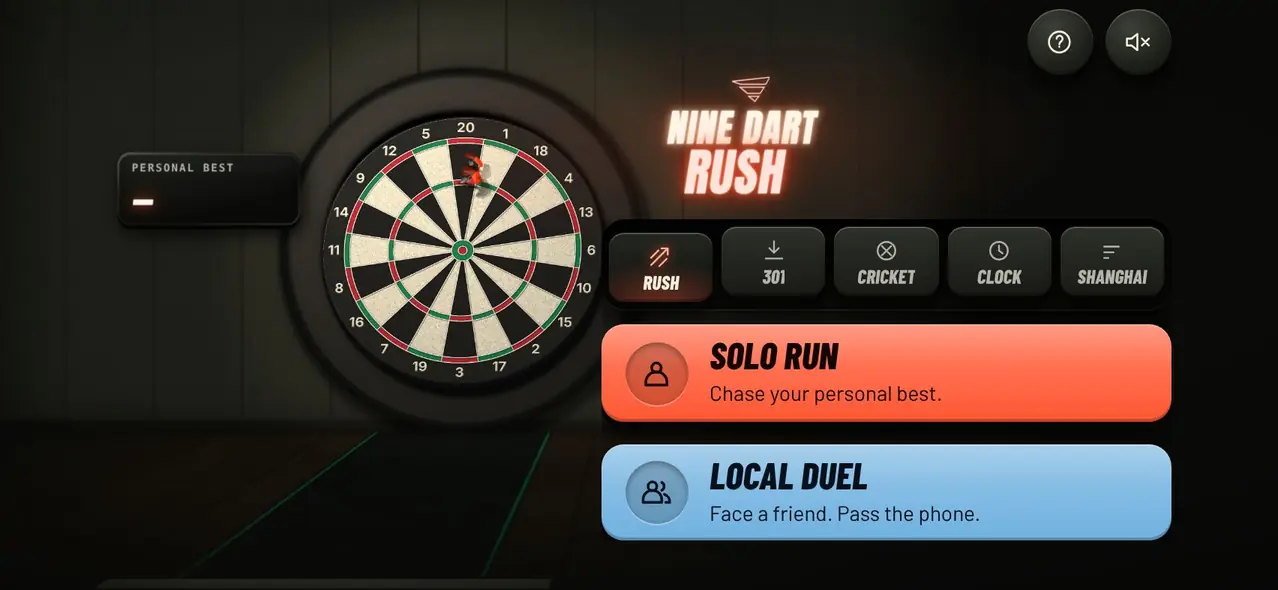 PERSONAL BEST
20
1
18
4
13
6
10
15
2
17
3
19
7
16
8
11
14
9
12
5
NINE DART
RUSH
RUSH
301
CRICKET
CLOCK
SHANGHAI
SOLO RUN
Chase your personal best.
LOCAL DUEL
Face a friend. Pass the phone.